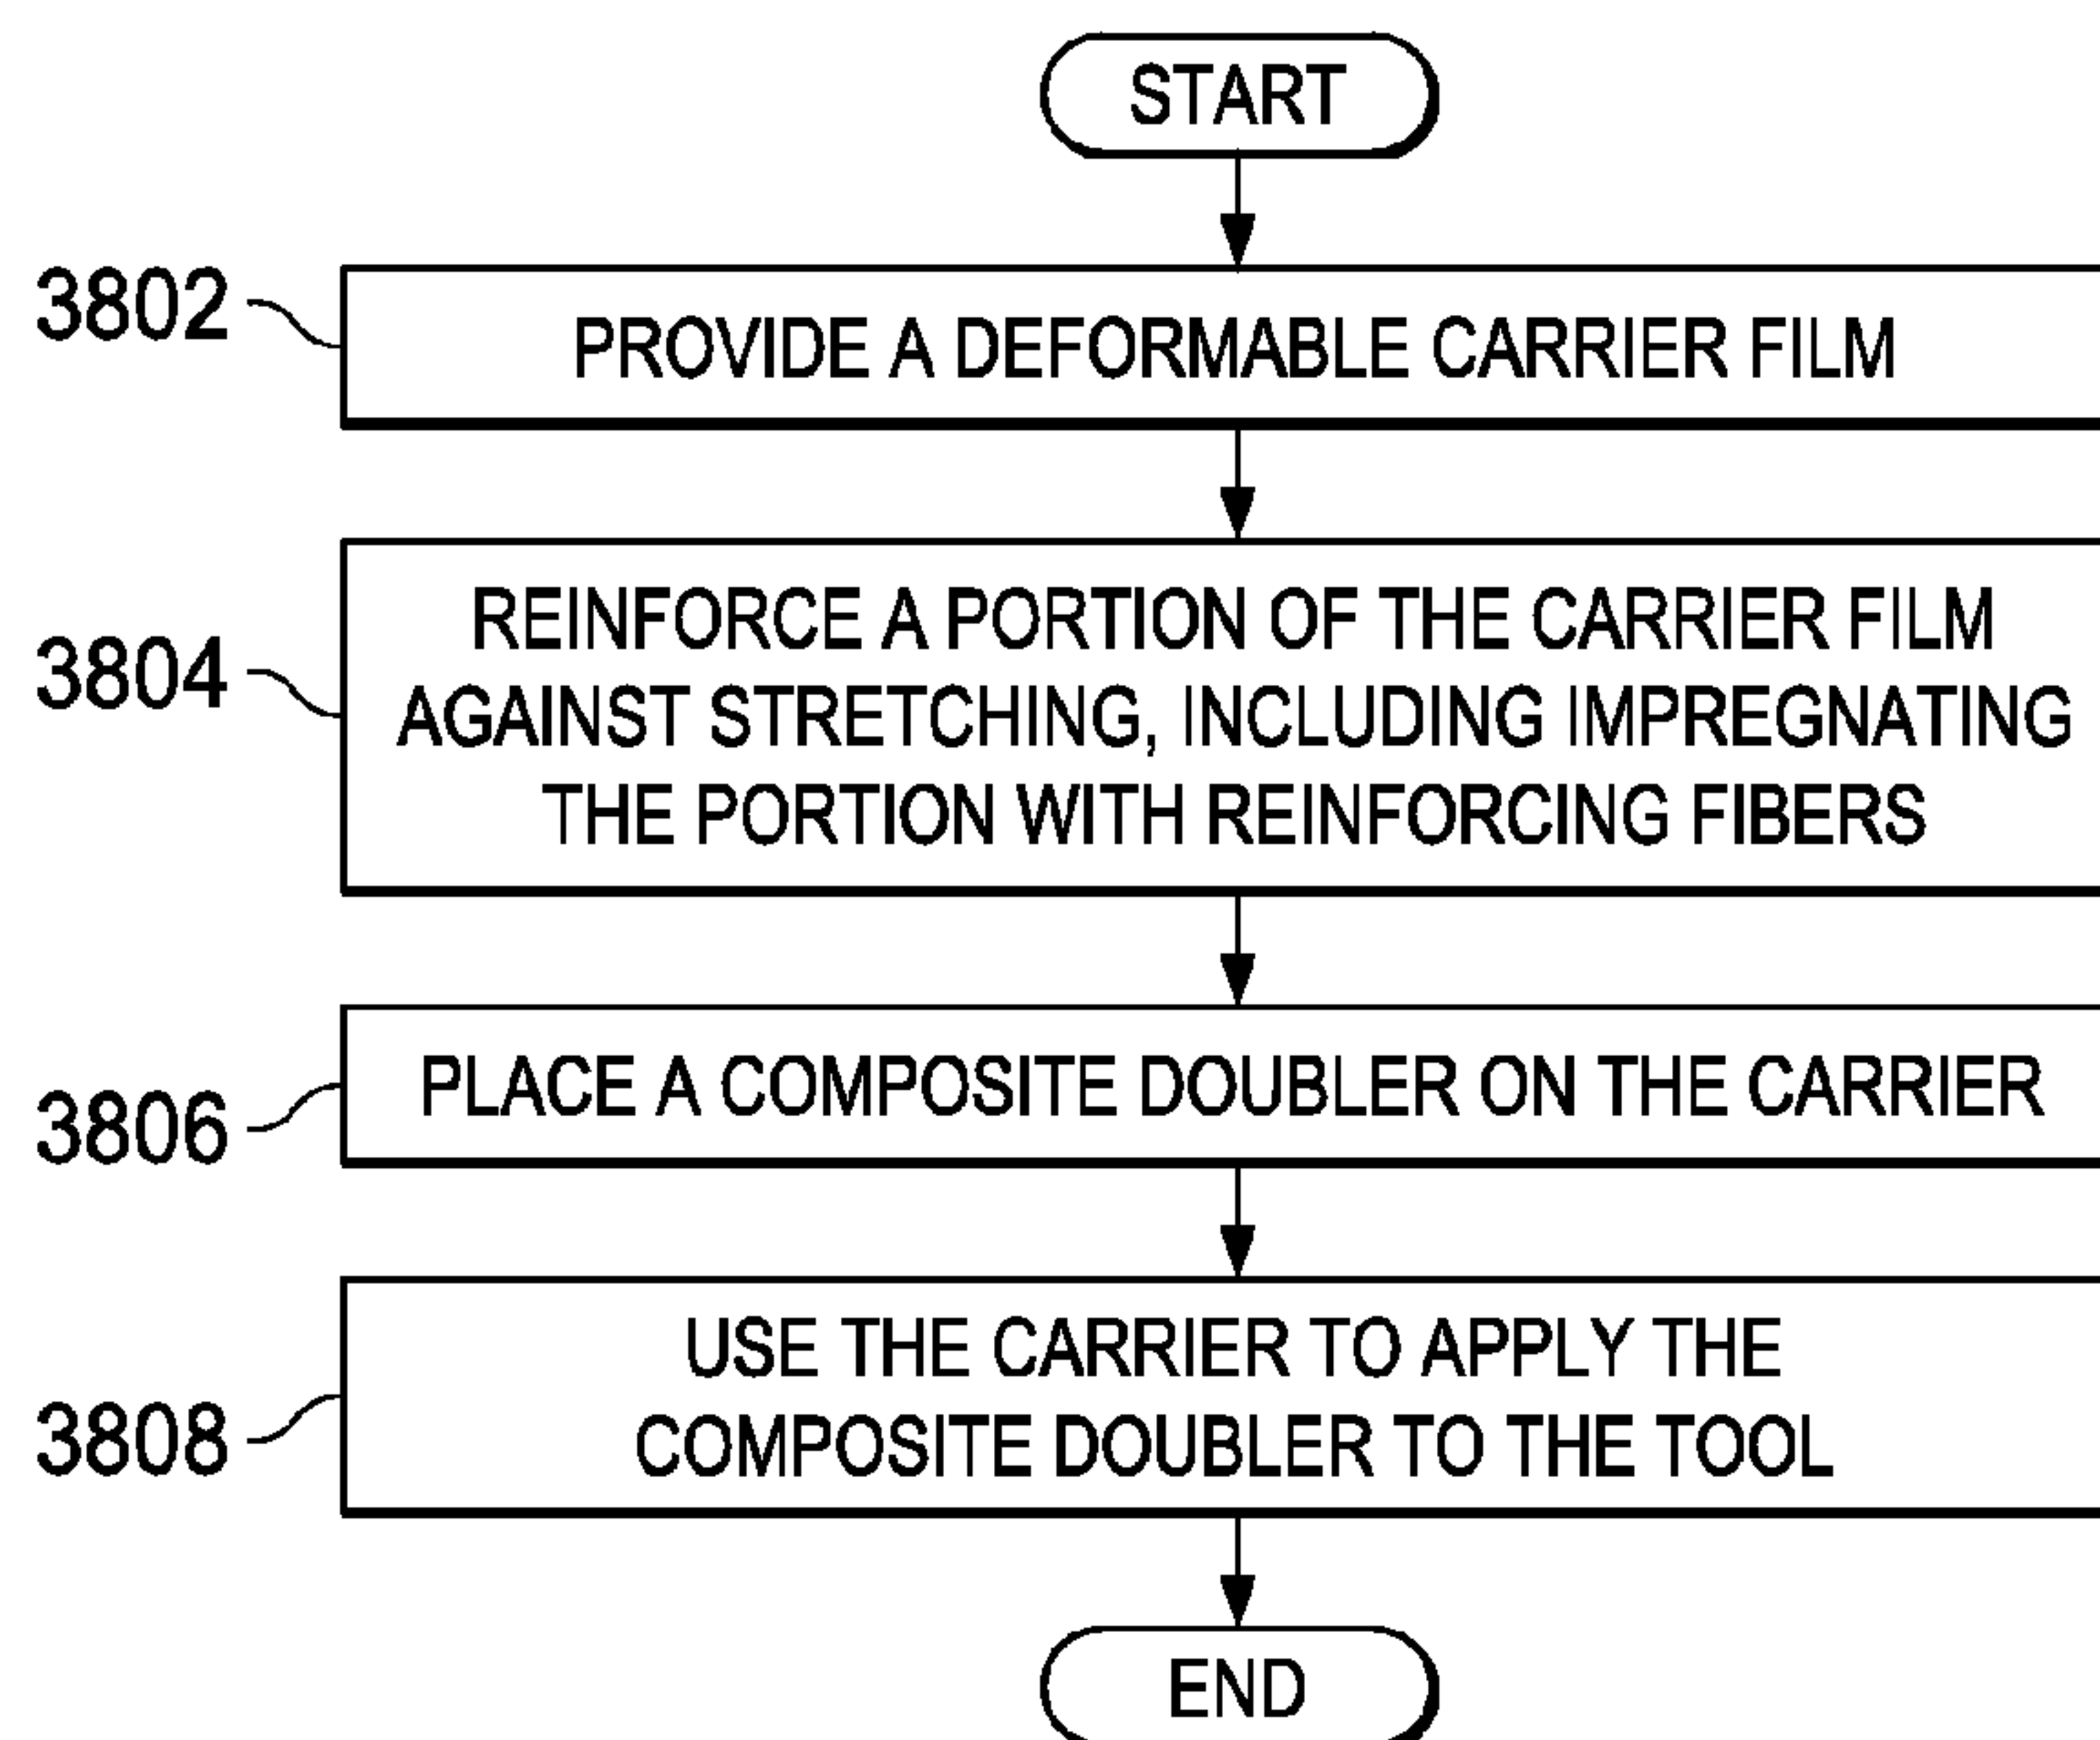 START
3802
PROVIDE A DEFORMABLE CARRIER FILM
3804
REINFORCE A PORTION OF THE CARRIER FILM
AGAINST STRETCHING, INCLUDING IMPREGNATING
THE PORTION WITH REINFORCING FIBERS
3806
PLACE A COMPOSITE DOUBLER ON THE CARRIER
3808
USE THE CARRIER TO APPLY THE
COMPOSITE DOUBLER TO THE TOOL
END